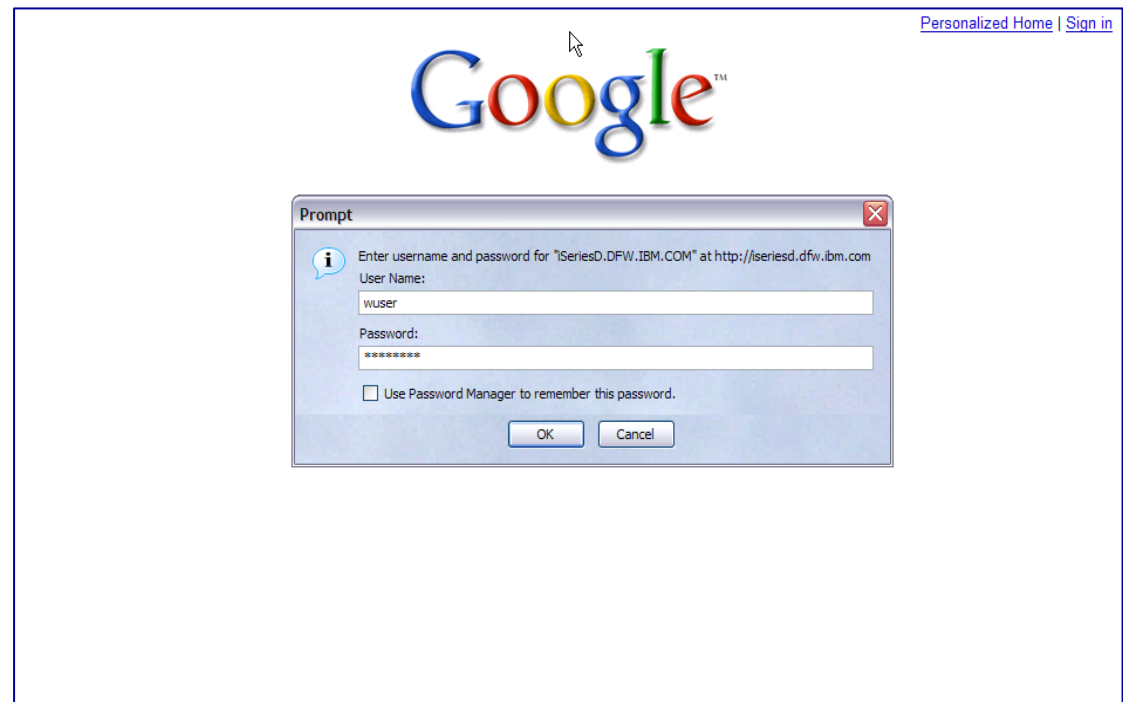 Personalized Home | Sign in
Google™
Prompt
Enter username and password for "iSeriesD.DFW.IBM.COM" at http://iseriesd.dfw.ibm.com
User Name:
wuser
Password:
********
Use Password Manager to remember this password.
OK
Cancel